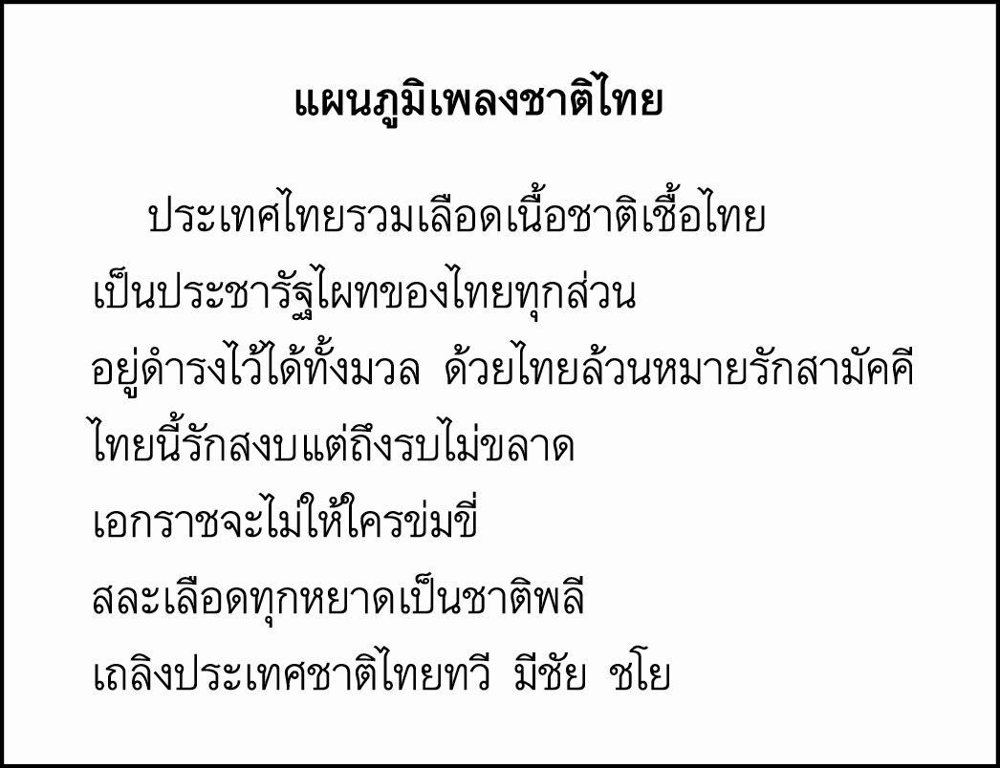 แผนภูมิเพลงชาติไทย
ประเทศไทยรวมเลือดเนื้อชาติเชื้อไทย
เป็นประชารัฐไผทของไทยทุกส่วน
อยู่ดำรงไว้ได้ทั้งมวล ด้วยไทยล้วนหมายรักสามัคคี
ไทยนี้รักสงบแต่ถึงรบไม่ขลาด
เอกราชจะไม่ให้ใครข่มขี่
สละเลือดทุกหยาดเป็นชาติพลี
เถลิงประเทศชาติไทยทวี มีชัย ชโย